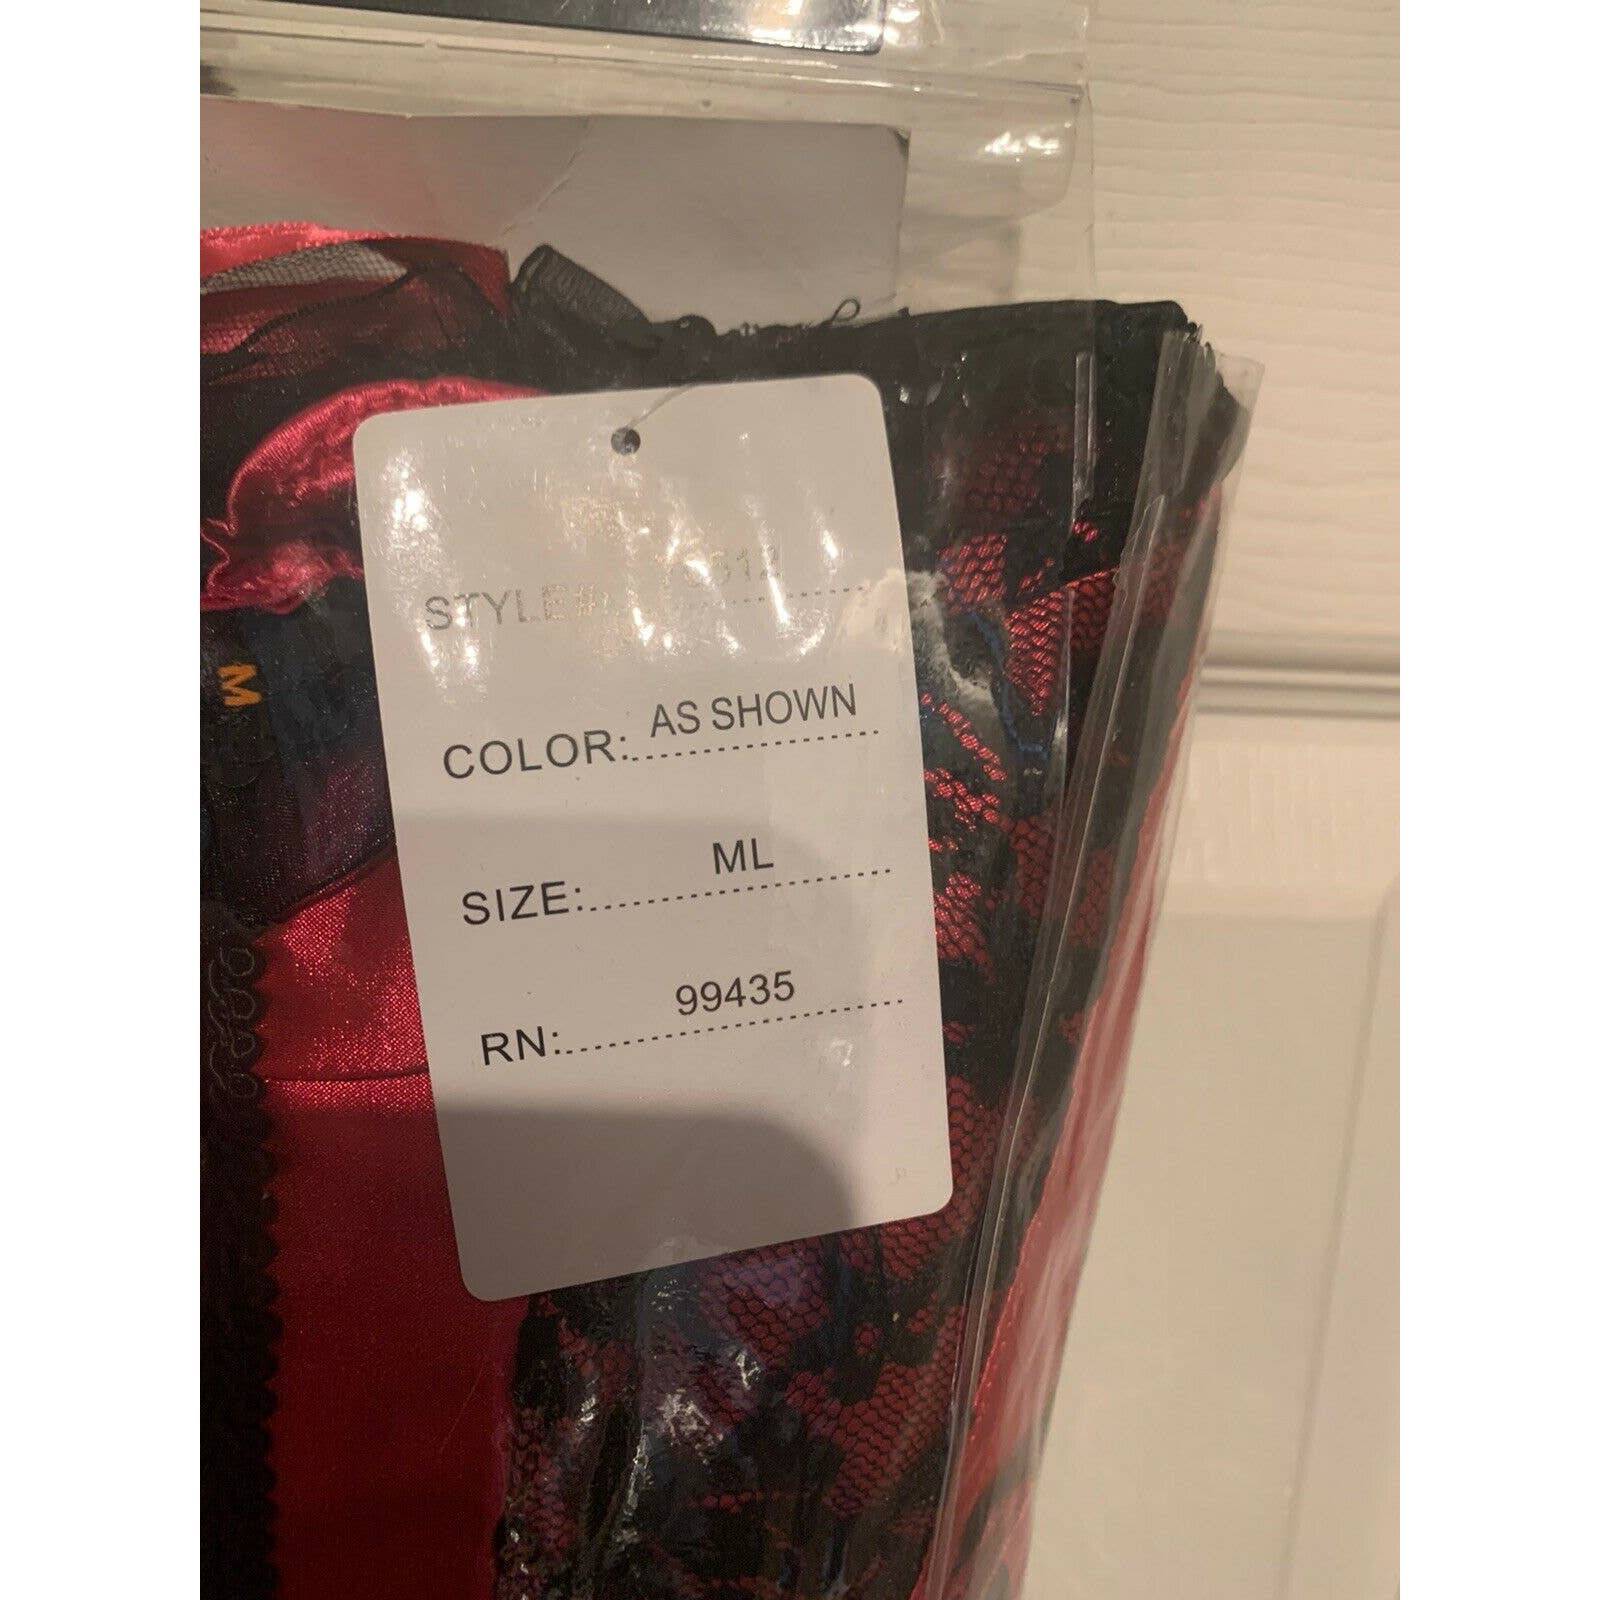 STYLE#:
COLOR: AS SHOWN
SIZE: ML
RN: 99435
M